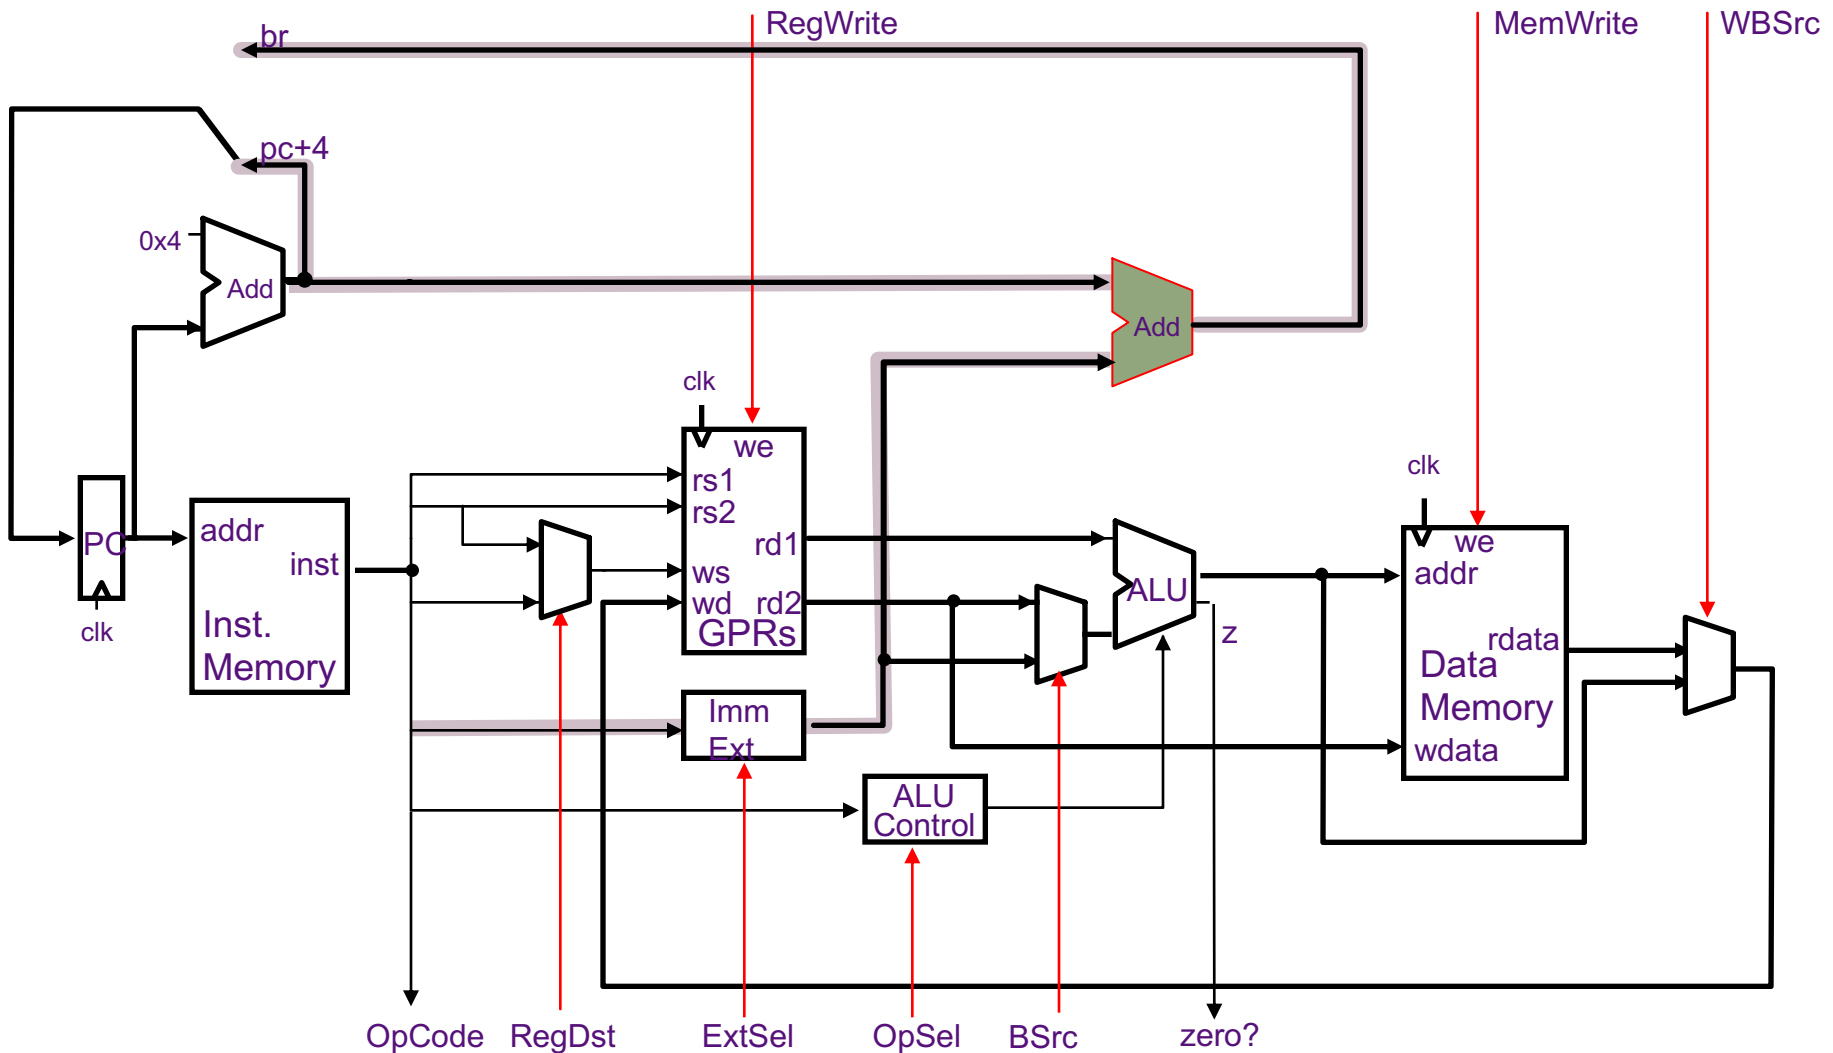 RegWrite
MemWrite
WBSrc
br
pc+4
0x4
Add
Add
clk
we
rs1
rs2
rd1
ws
wd
rd2
GPRs
clk
we
addr
rdata
Data
Memory
wdata
PC
clk
addr
inst
Inst.
Memory
ALU
z
Imm
Ext
ALU
Control
OpCode
RegDst
ExtSel
OpSel
BSrc
zero?